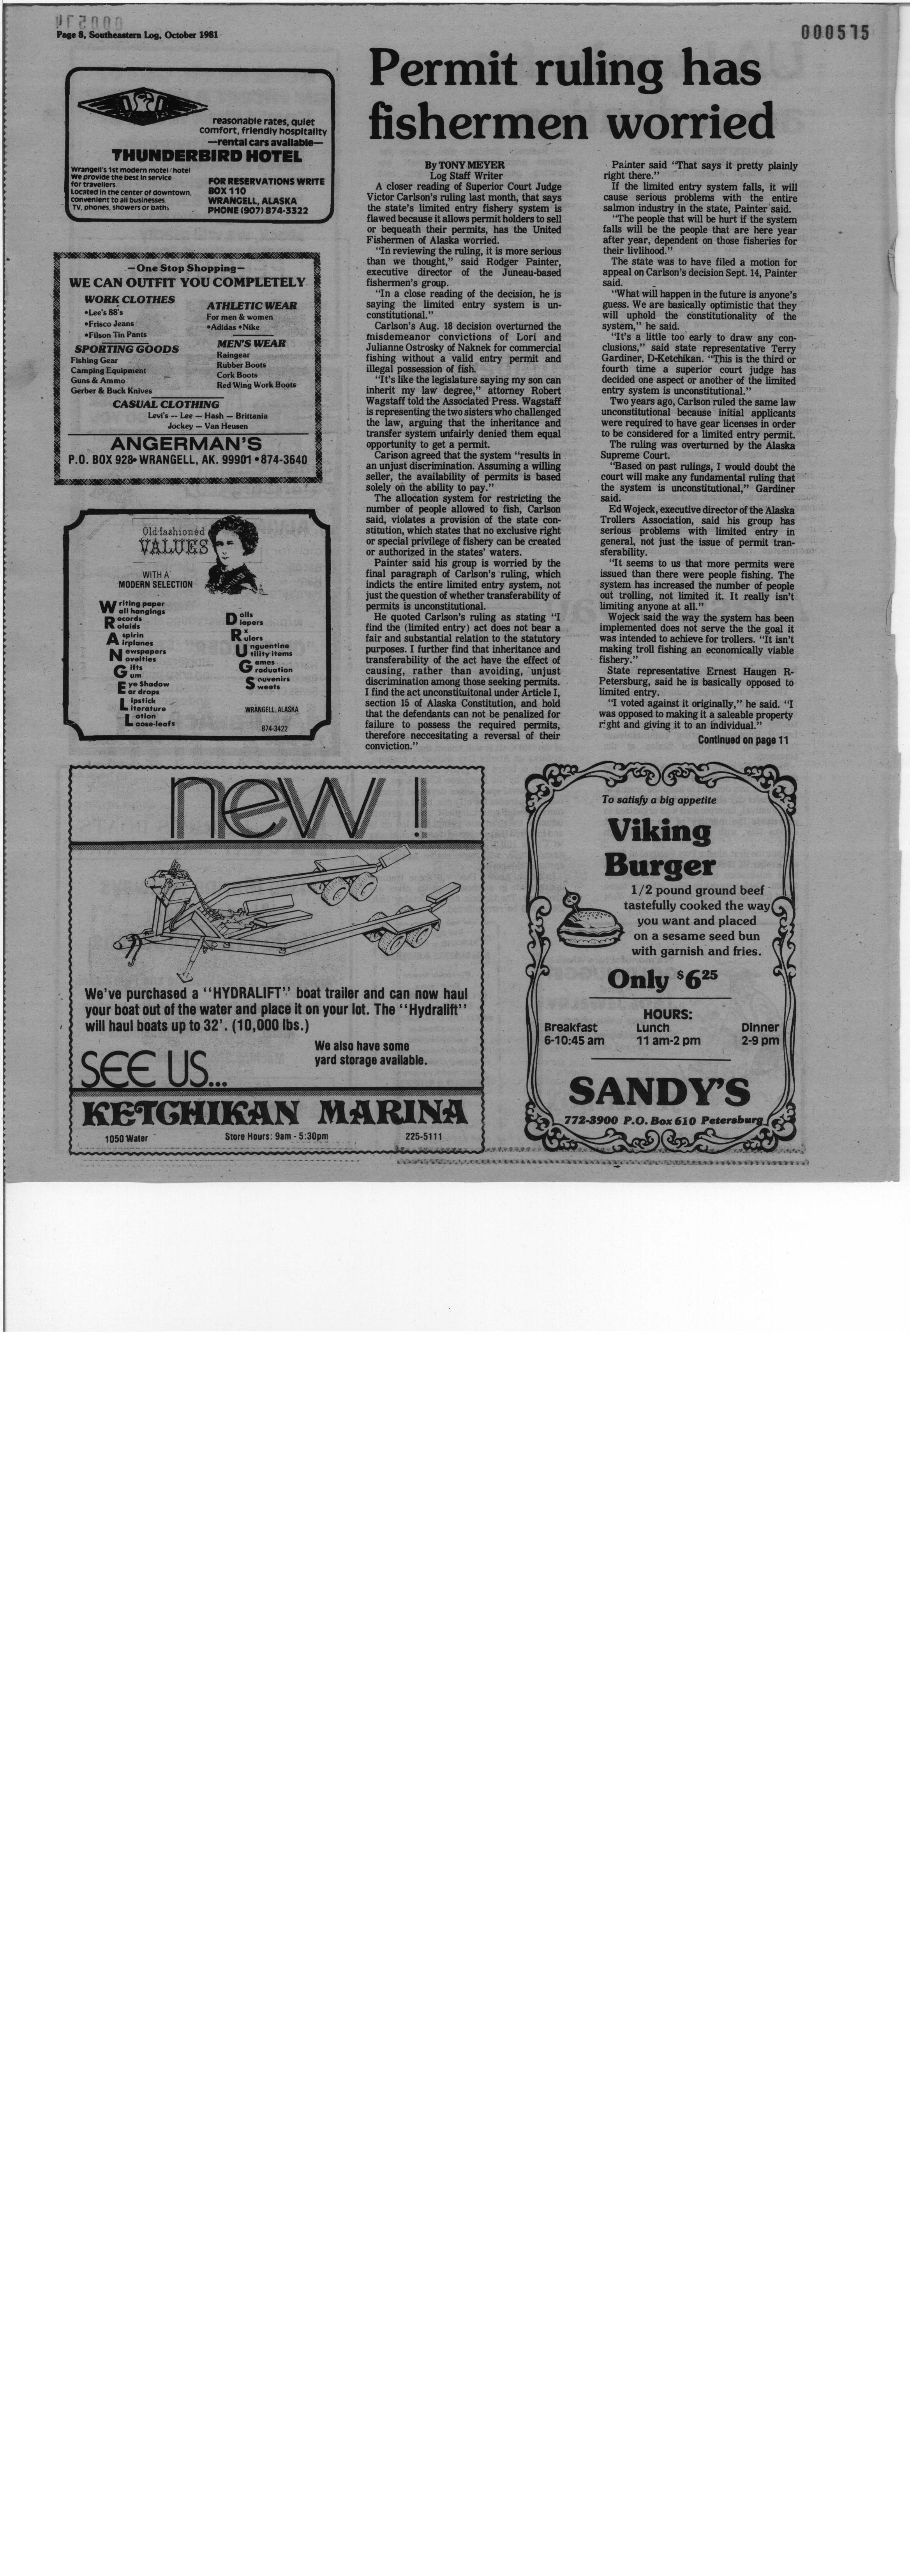 Page 8, Southeastern Log, October 1981
000575
reasonable rates, quiet
comfort, friendly hospitality
—rental cars available—
THUNDERBIRD HOTEL
Wrangell's 1st modern motel/hotel
We provide the best in service
for travellers.
Located in the center of downtown,
convenient to all businesses.
TV, phones, showers or baths
FOR RESERVATIONS WRITE
BOX 110
WRANGELL, ALASKA
PHONE (907) 874-3322
—One Stop Shopping—
WE CAN OUTFIT YOU COMPLETELY
WORK CLOTHES
•Lee's 88's
•Frisco Jeans
•Filson Tin Pants
SPORTING GOODS
Fishing Gear
Camping Equipment
Guns & Ammo
Gerber & Buck Knives
ATHLETIC WEAR
For men & women
•Adidas •Nike
MEN'S WEAR
Raingear
Rubber Boots
Cork Boots
Red Wing Work Boots
CASUAL CLOTHING
Levi's — Lee — Hash — Brittania
Jockey — Van Heusen
ANGERMAN'S
P.O. BOX 928• WRANGELL, AK. 99901 •874-3640
Old fashioned
VALUES
WITH A
MODERN SELECTION
Writing paper
Wall hangings
Records
Rolaids
Aspirin
Airplanes
Newspapers
Novelties
Gifts
Gum
Eye Shadow
Ear drops
Lipstick
Literature
Lotion
Loose-leafs
Dolls
Diapers
Rx
Rulers
Unguentine
Utility items
Games
Graduation
Souvenirs
Sweets
WRANGELL, ALASKA
874-3422
Permit ruling has
fishermen worried
By TONY MEYER
Log Staff Writer
A closer reading of Superior Court Judge
Victor Carlson's ruling last month, that says
the state's limited entry fishery system is
flawed because it allows permit holders to sell
or bequeath their permits, has the United
Fishermen of Alaska worried.
"In reviewing the ruling, it is more serious
than we thought," said Rodger Painter,
executive director of the Juneau-based
fishermen's group.
"In a close reading of the decision, he is
saying the limited entry system is un-
constitutional."
Carlson's Aug. 18 decision overturned the
misdemeanor convictions of Lori and
Julianne Ostrosky of Naknek for commercial
fishing without a valid entry permit and
illegal possession of fish.
"It's like the legislature saying my son can
inherit my law degree," attorney Robert
Wagstaff told the Associated Press. Wagstaff
is representing the two sisters who challenged
the law, arguing that the inheritance and
transfer system unfairly denied them equal
opportunity to get a permit.
Carlson agreed that the system "results in
an unjust discrimination. Assuming a willing
seller, the availability of permits is based
solely on the ability to pay."
The allocation system for restricting the
number of people allowed to fish, Carlson
said, violates a provision of the state con-
stitution, which states that no exclusive right
or special privilege of fishery can be created
or authorized in the states' waters.
Painter said his group is worried by the
final paragraph of Carlson's ruling, which
indicts the entire limited entry system, not
just the question of whether transferability of
permits is unconstitutional.
He quoted Carlson's ruling as stating "I
find the (limited entry) act does not bear a
fair and substantial relation to the statutory
purposes. I further find that inheritance and
transferability of the act have the effect of
causing, rather than avoiding, unjust
discrimination among those seeking permits.
I find the act unconstituitonal under Article I,
section 15 of Alaska Constitution, and hold
that the defendants can not be penalized for
failure to possess the required permits,
therefore neccesitating a reversal of their
conviction."
Painter said "That says it pretty plainly
right there."
If the limited entry system falls, it will
cause serious problems with the entire
salmon industry in the state, Painter said.
"The people that will be hurt if the system
falls will be the people that are here year
after year, dependent on those fisheries for
their livlihood."
The state was to have filed a motion for
appeal on Carlson's decision Sept. 14, Painter
said.
"What will happen in the future is anyone's
guess. We are basically optimistic that they
will uphold the constitutionality of the
system," he said.
"It's a little too early to draw any con-
clusions," said state representative Terry
Gardiner, D-Ketchikan. "This is the third or
fourth time a superior court judge has
decided one aspect or another of the limited
entry system is unconstitutional."
Two years ago, Carlson ruled the same law
unconstitutional because initial applicants
were required to have gear licenses in order
to be considered for a limited entry permit.
The ruling was overturned by the Alaska
Supreme Court.
"Based on past rulings, I would doubt the
court will make any fundamental ruling that
the system is unconstitutional," Gardiner
said.
Ed Wojeck, executive director of the Alaska
Trollers Association, said his group has
serious problems with limited entry in
general, not just the issue of permit tran-
sferability.
"It seems to us that more permits were
issued than there were people fishing. The
system has increased the number of people
out trolling, not limited it. It really isn't
limiting anyone at all."
Wojeck said the way the system has been
implemented does not serve the the goal it
was intended to achieve for trollers. "It isn't
making troll fishing an economically viable
fishery."
State representative Ernest Haugen R-
Petersburg, said he is basically opposed to
limited entry.
"I voted against it originally," he said. "I
was opposed to making it a saleable property
right and giving it to an individual."
Continued on page 11
new!
We've purchased a "HYDRALIFT" boat trailer and can now haul
your boat out of the water and place it on your lot. The "Hydralift"
will haul boats up to 32'. (10,000 lbs.)
We also have some
yard storage available.
SEE US...
KETCHIKAN MARINA
1050 Water
Store Hours: 9am - 5:30pm
225-5111
To satisfy a big appetite
Viking
Burger
1/2 pound ground beef
tastefully cooked the way
you want and placed
on a sesame seed bun
with garnish and fries.
Only $6 25
HOURS:
Breakfast Lunch Dinner
6-10:45 am 11 am-2 pm 2-9 pm
SANDY'S
772-3900 P.O. Box 610 Petersburg